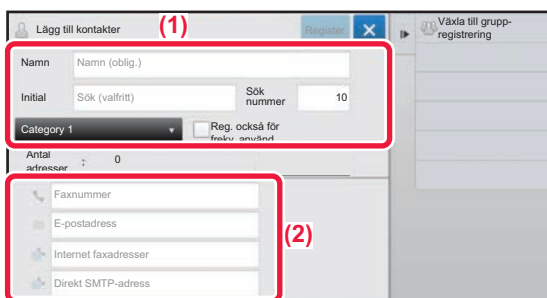 Lägg till kontakter
(1)
Register
Växla till grupp-
registrering
Namn
Namn (oblig.)
Initial
Sök (valfritt)
Sök
nummer
10
Category 1
Reg. också för
frekv. använd
Antal
adresser
:
0
Faxnummer
E-postadress
(2)
Internet faxadresser
Direkt SMTP-adress